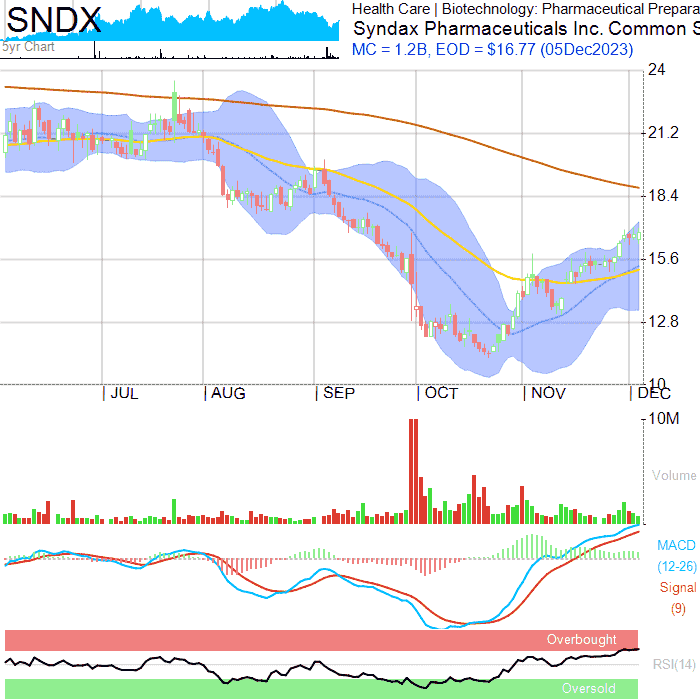 SNDX
5yr Chart
Health Care | Biotechnology: Pharmaceutical Prepara
Syndax Pharmaceuticals Inc. Common S
MC = 1.2B, EOD = $16.77 (05Dec2023)
24
21.2
18.4
15.6
12.8
10
JUL
AUG
SEP
OCT
NOV
DEC
10M
Volume
MACD
(12-26)
Signal
(9)
Overbought
RSI(14)
Oversold